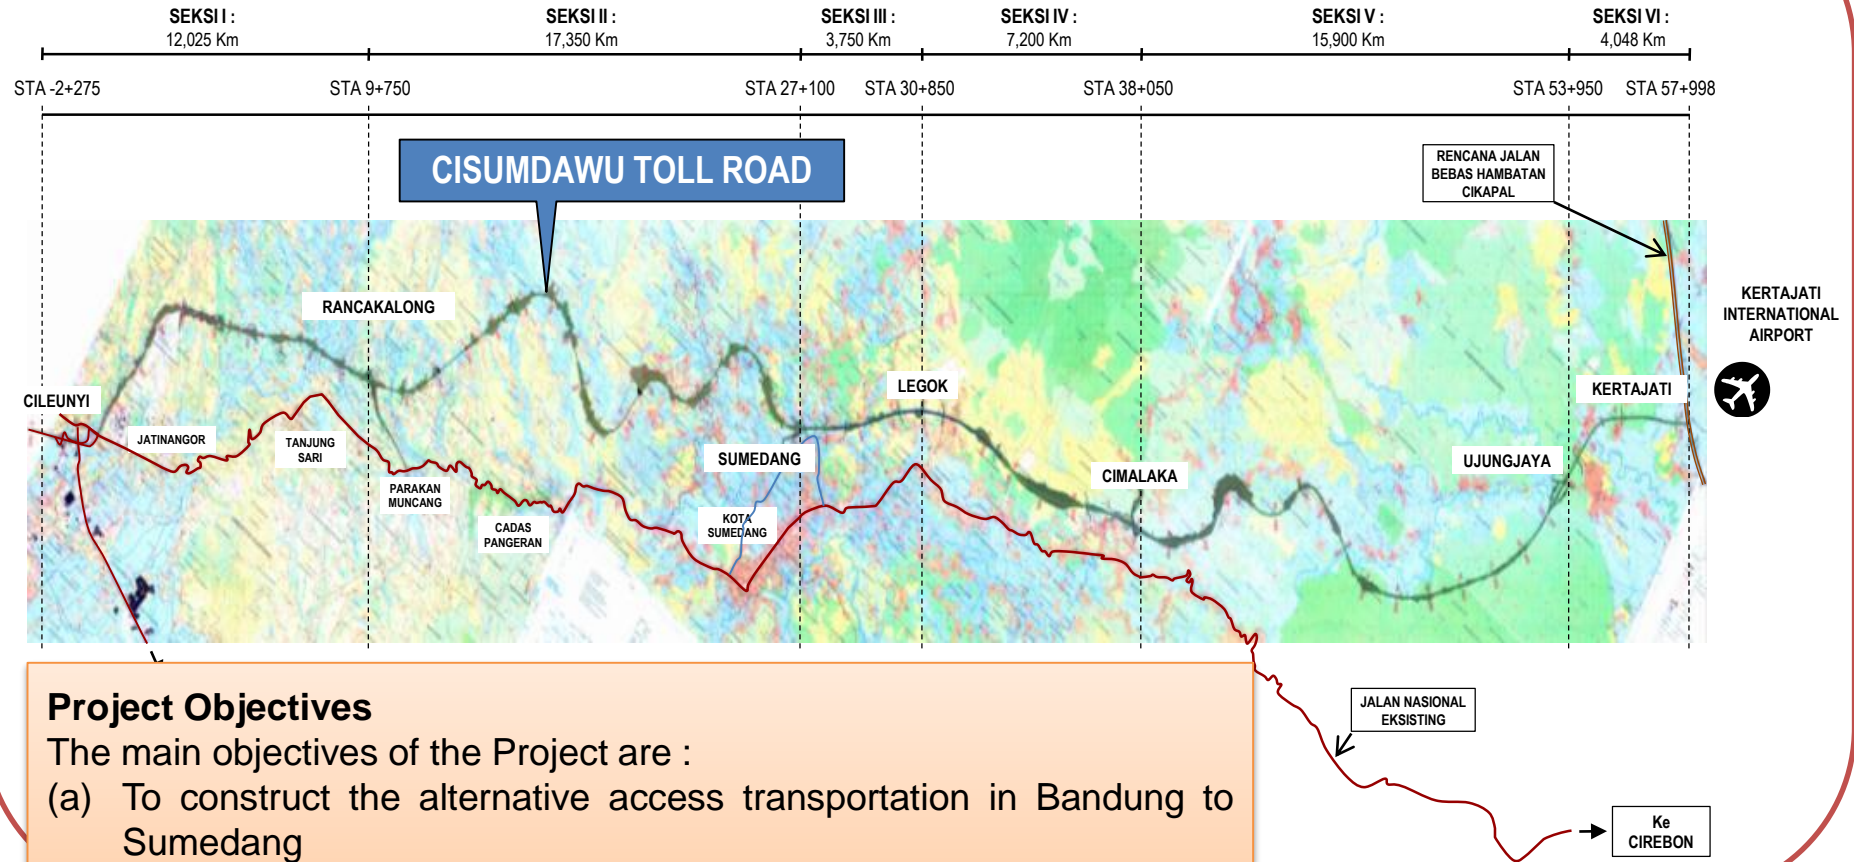 SEKSI I :
12,025 Km
SEKSI II :
17,350 Km
SEKSI III :
3,750 Km
SEKSI IV :
7,200 Km
SEKSI V :
15,900 Km
SEKSI VI :
4,048 Km
STA -2+275
STA 9+750
STA 27+100
STA 30+850
STA 38+050
STA 53+950
STA 57+998
CISUMDAWU TOLL ROAD
RENCANA JALAN
BEBAS HAMBATAN
CIKAPAL
KERTAJATI
INTERNATIONAL
AIRPORT
RANCAKALONG
LEGOK
KERTAJATI
CILEUNYI
JATINANGOR
TANJUNG
SARI
SUMEDANG
UJUNGJAYA
CIMALAKA
PARAKAN
MUNCANG
CADAS
PANGERAN
KOTA
SUMEDANG
Project Objectives
The main objectives of the Project are :
(a) To construct the alternative access transportation in Bandung to
Sumedang
JALAN NASIONAL
EKSISTING
Ke
CIREBON